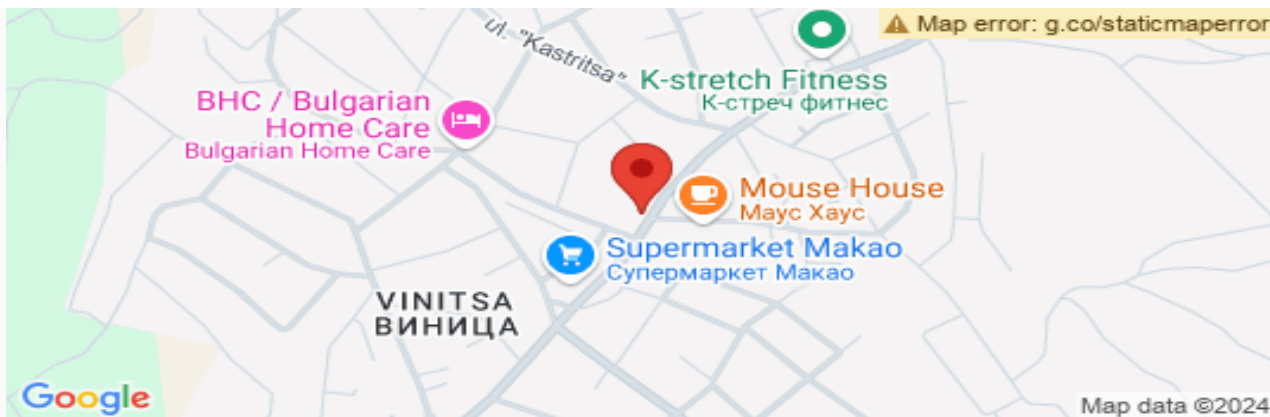 Map error: g.co/staticmaperror
ul. "Kastritsa"
K-stretch Fitness
К-стреч фитнес
BHC / Bulgarian
Home Care
Bulgarian Home Care
Mouse House
Маус Хаус
Supermarket Makao
Супермаркет Макао
VINITSA
ВИНИЦА
Google
Map data ©2024